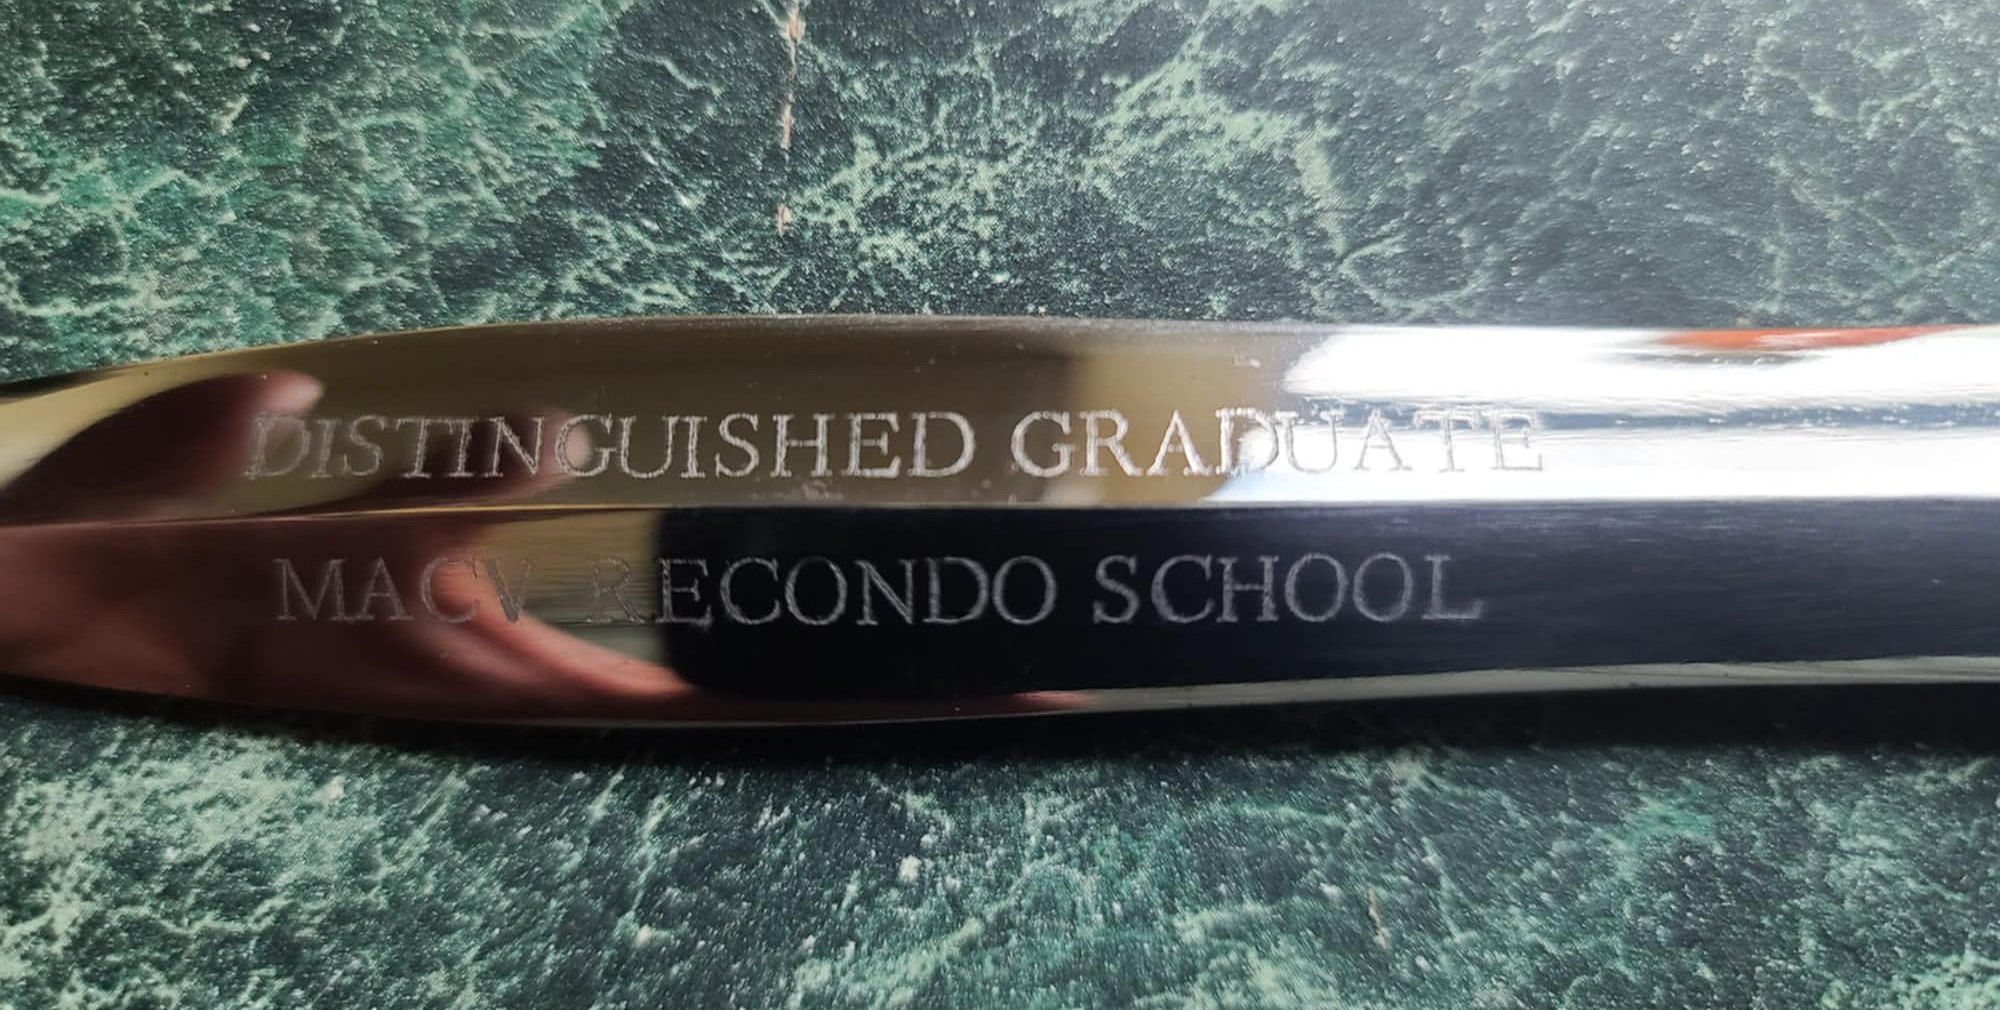 DISTINGUISHED GRADUATE
MACV RECONDO SCHOOL